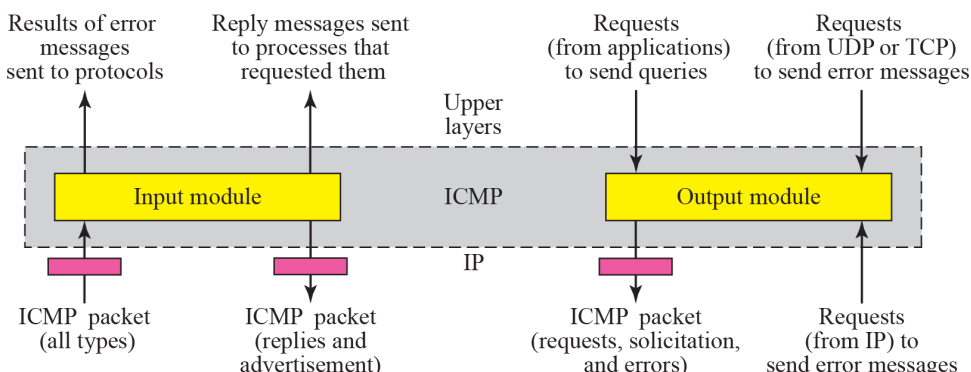 Results of error
messages
sent to protocols
Reply messages sent
to processes that
requested them
Requests
(from applications)
to send queries
Requests
(from UDP or TCP)
to send error messages
Upper
layers
Input module
ICMP
Output module
IP
ICMP packet
(all types)
ICMP packet
(replies and
advertisement)
ICMP packet
(requests, solicitation,
and errors)
Requests
(from IP) to
send error messages